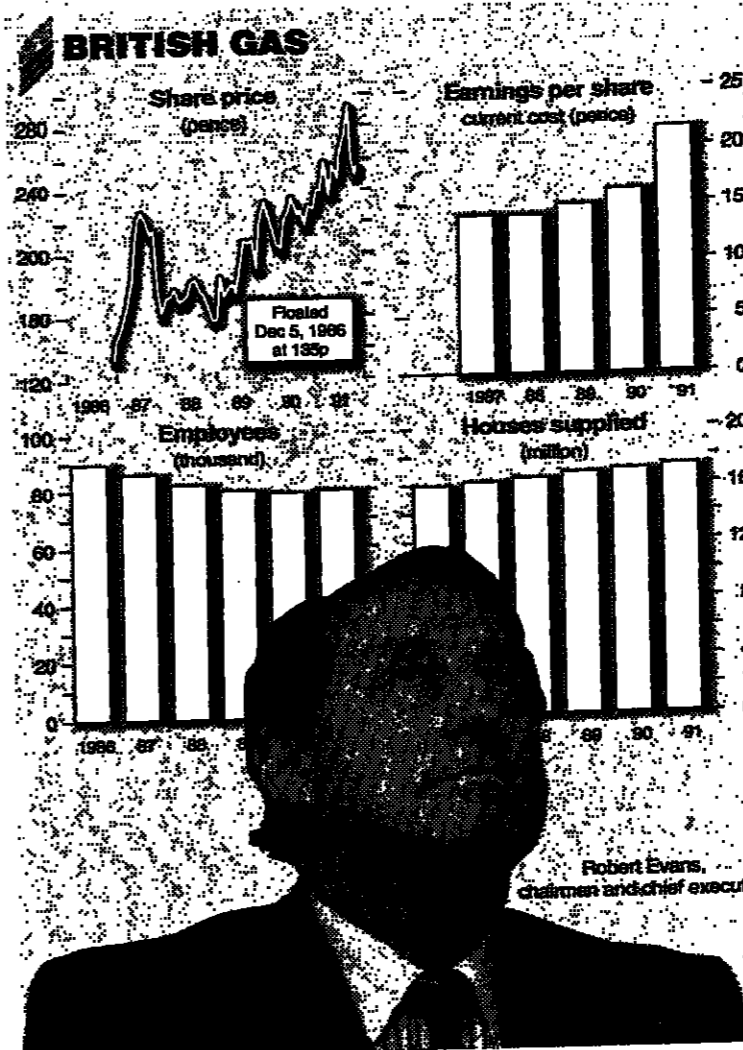 BRITISH GAS
Share price
(pence)
280
240
200
180
120
1986 87 88 89 90 91
Floated
Dec 5, 1986
at 135p
Earnings per share
current cost (pence)
25
20
15
10
5
0
1987 88 89 90 91
Employees
(thousand)
100
80
60
40
20
0
1986 87 88
Houses supplied
(million)
20
16
12
89 90 91
Robert Evans,
chairman and chief execu